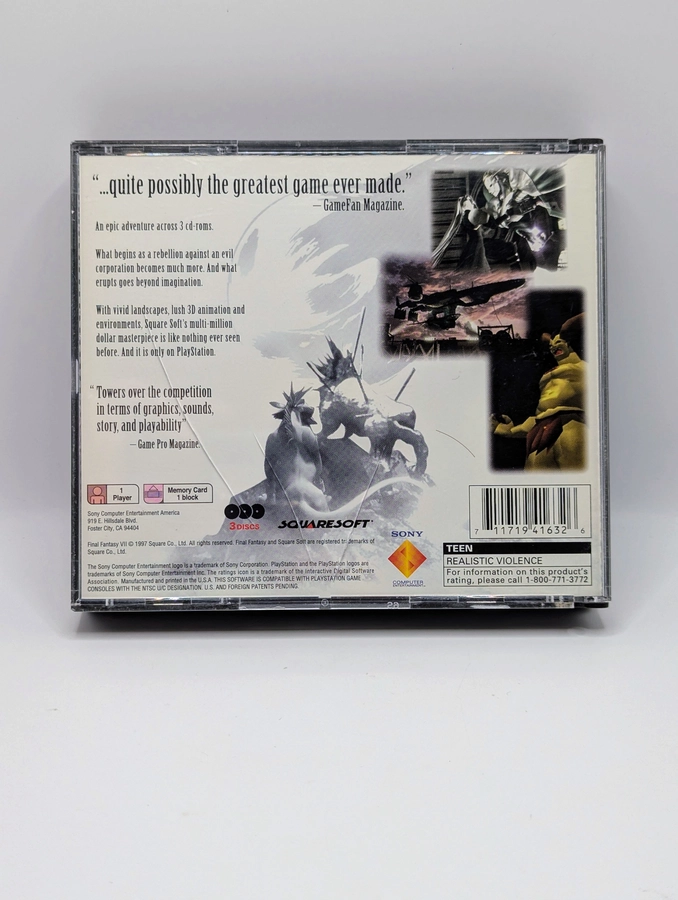 “...quite possibly the greatest game ever made.”
— GameFan Magazine.
An epic adventure across 3 cd-roms.
What begins as a rebellion against an evil
corporation becomes much more. And what
erupts goes beyond imagination.
With vivid landscapes, lush 3D animation and
environments, Square Soft's multi-million
dollar masterpiece is like nothing ever seen
before. And it is only on PlayStation.
“Towers over the competition
in terms of graphics, sounds,
story, and playability”
— Game Pro Magazine.
1
Player
Memory Card
1 block
Sony Computer Entertainment America
919 E. Hillsdale Blvd.
Foster City, CA 94404
3 DISCS
SQUARESOFT
SONY
COMPUTER
ENTERTAINMENT
7 11719 41632 6
TEEN
REALISTIC VIOLENCE
For information on this product's
rating, please call 1-800-771-3772
Final Fantasy VII © 1997 Square Co., Ltd. All rights reserved. Final Fantasy and Square Soft are registered trademarks of
Square Co., Ltd.
The Sony Computer Entertainment logo is a trademark of Sony Corporation. PlayStation and the PlayStation logos are
trademarks of Sony Computer Entertainment Inc. The ratings icon is a trademark of the Interactive Digital Software
Association. Manufactured and printed in the U.S.A. THIS SOFTWARE IS COMPATIBLE WITH PLAYSTATION GAME
CONSOLES WITH THE NTSC U/C DESIGNATION. U.S. AND FOREIGN PATENTS PENDING.